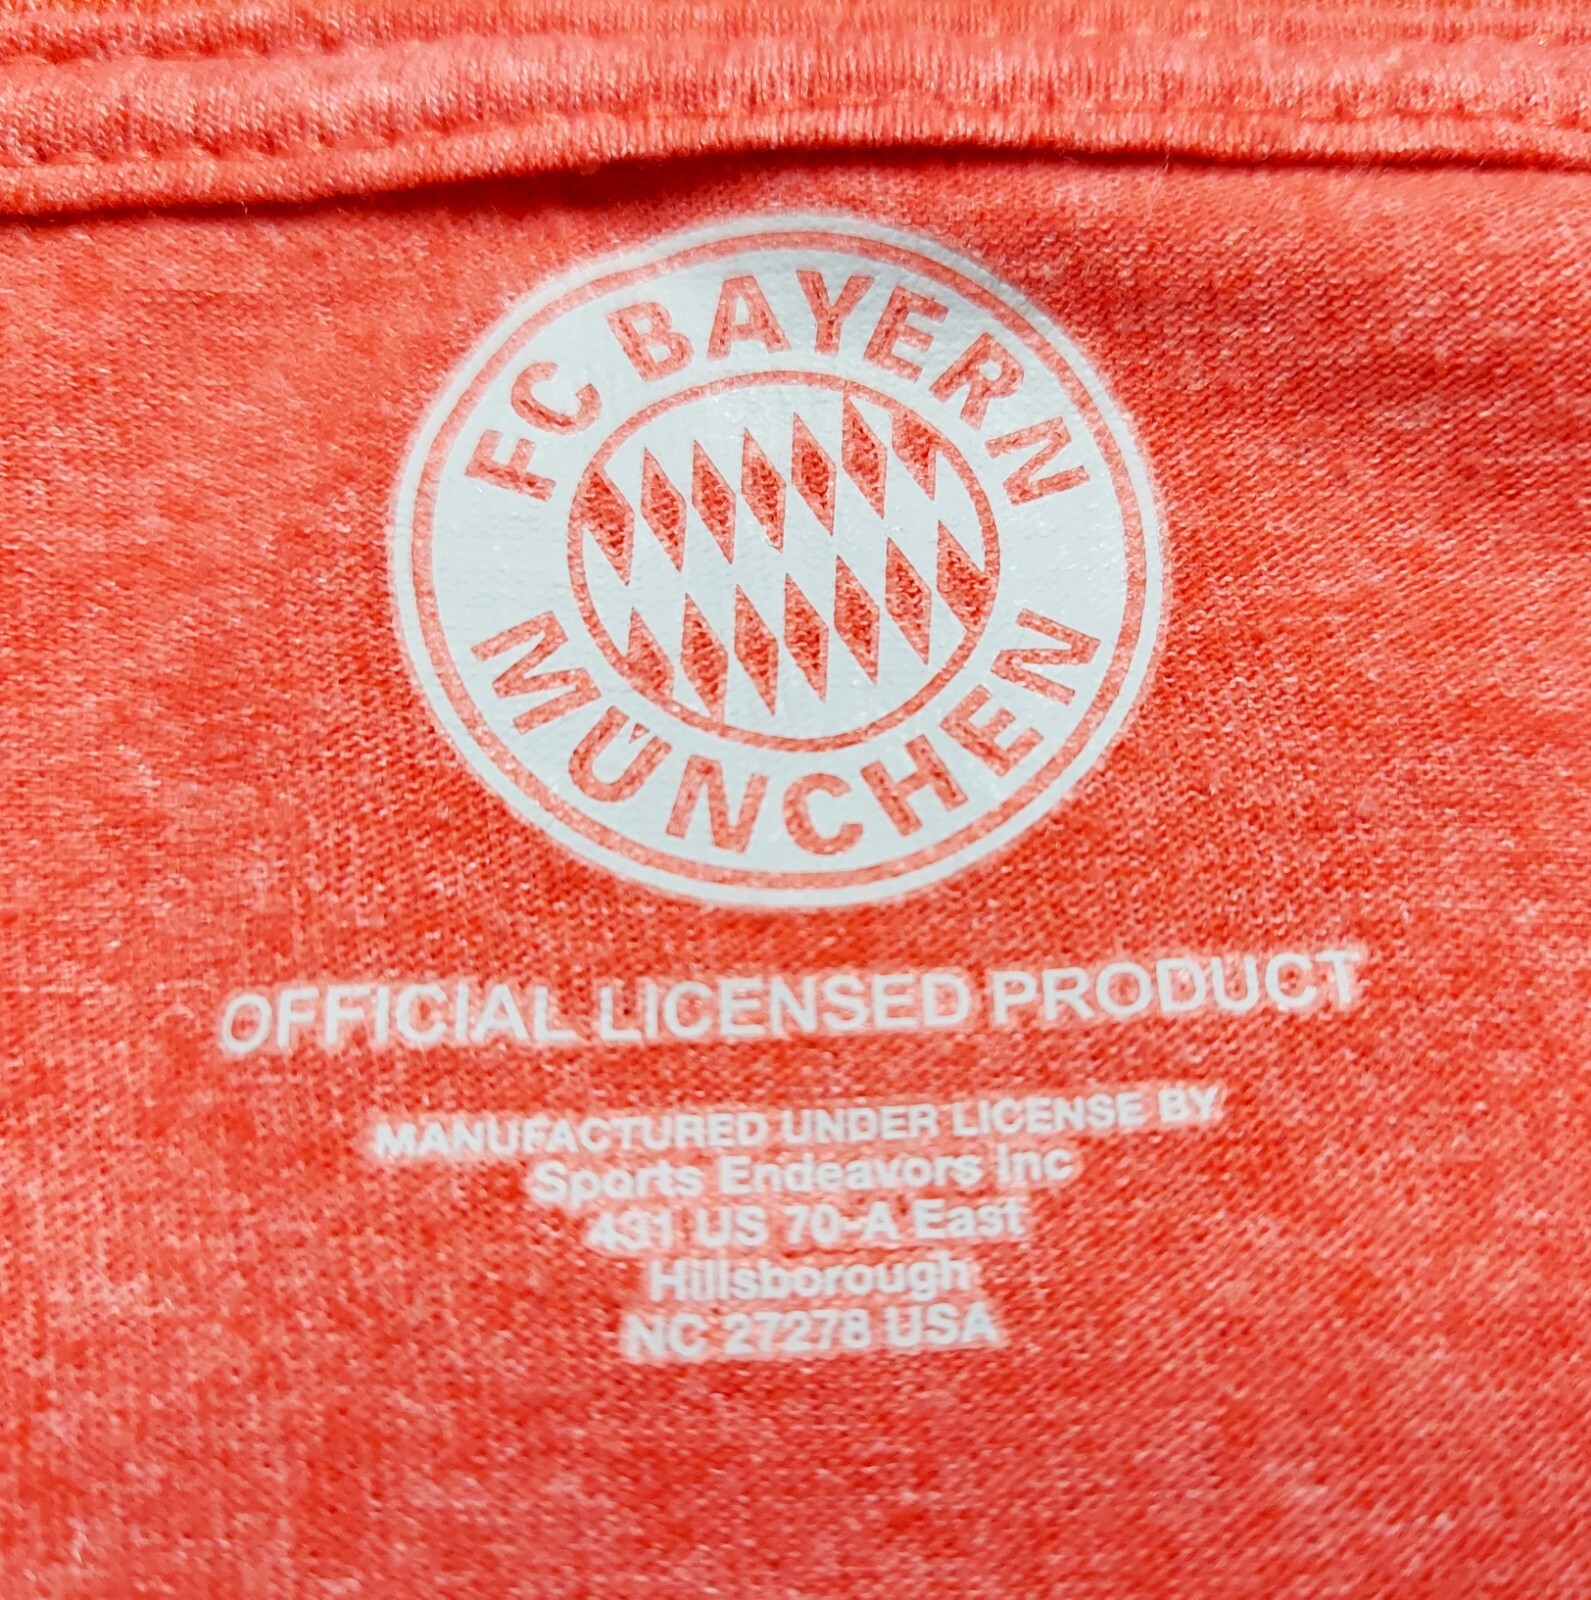 FC BAYERN
MÜNCHEN
OFFICIAL LICENSED PRODUCT
MANUFACTURED UNDER LICENSE BY
Sports Endeavors Inc
431 US 70-A East
Hillsborough
NC 27278 USA